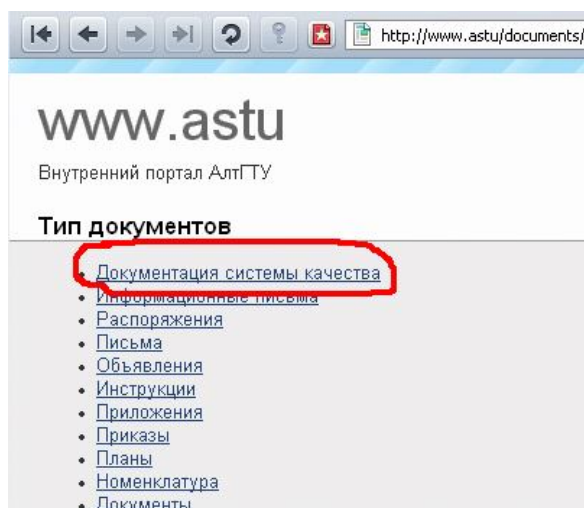 http://www.astu/documents/
www.astu
Внутренний портал АлтГТУ
Тип документов
Документация системы качества
Информационные письма
Распоряжения
Письма
Объявления
Инструкции
Приложения
Приказы
Планы
Номенклатура
Документы